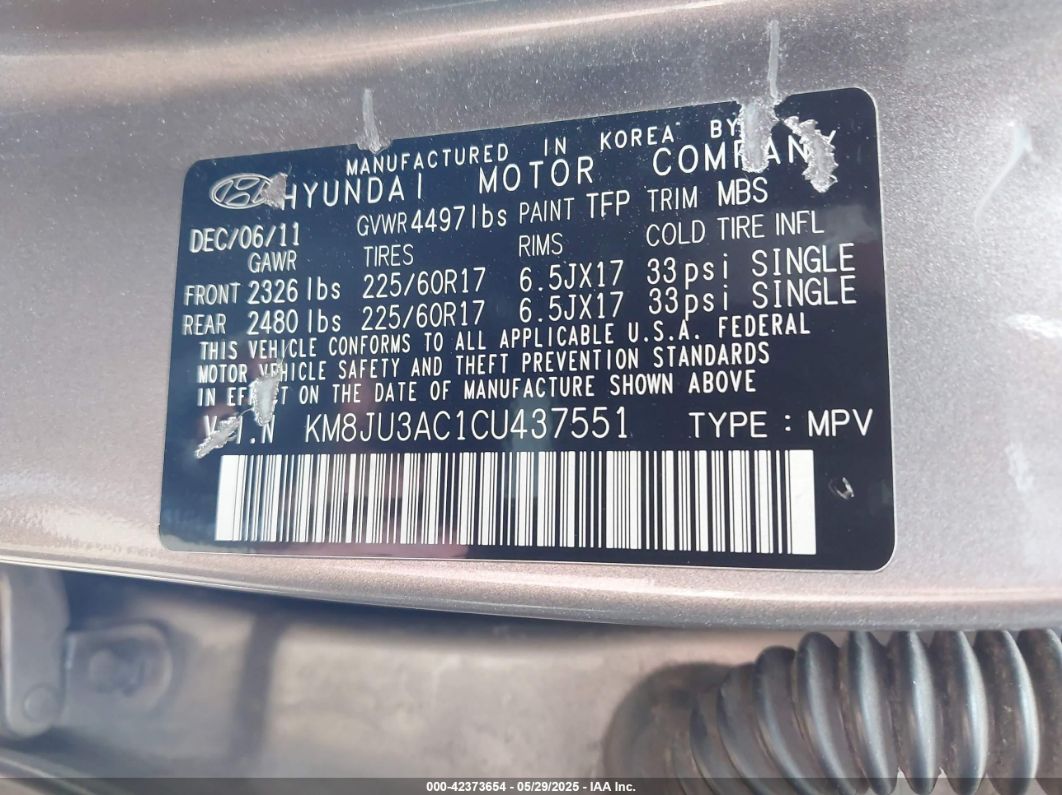 MANUFACTURED IN KOREA BY
HYUNDAI MOTOR COMPANY
DEC/06/11 GVWR 4497lbs PAINT TFP TRIM MBS
GAWR TIRES RIMS COLD TIRE INFL
FRONT 2326 lbs 225/60R17 6.5JX17 33psi SINGLE
REAR 2480 lbs 225/60R17 6.5JX17 33psi SINGLE
THIS VEHICLE CONFORMS TO ALL APPLICABLE U.S.A. FEDERAL
MOTOR VEHICLE SAFETY AND THEFT PREVENTION STANDARDS
IN EFFECT ON THE DATE OF MANUFACTURE SHOWN ABOVE
V.I.N KM8JU3AC1CU437551 TYPE : MPV
000-42373654 - 05/29/2025 - IAA Inc.